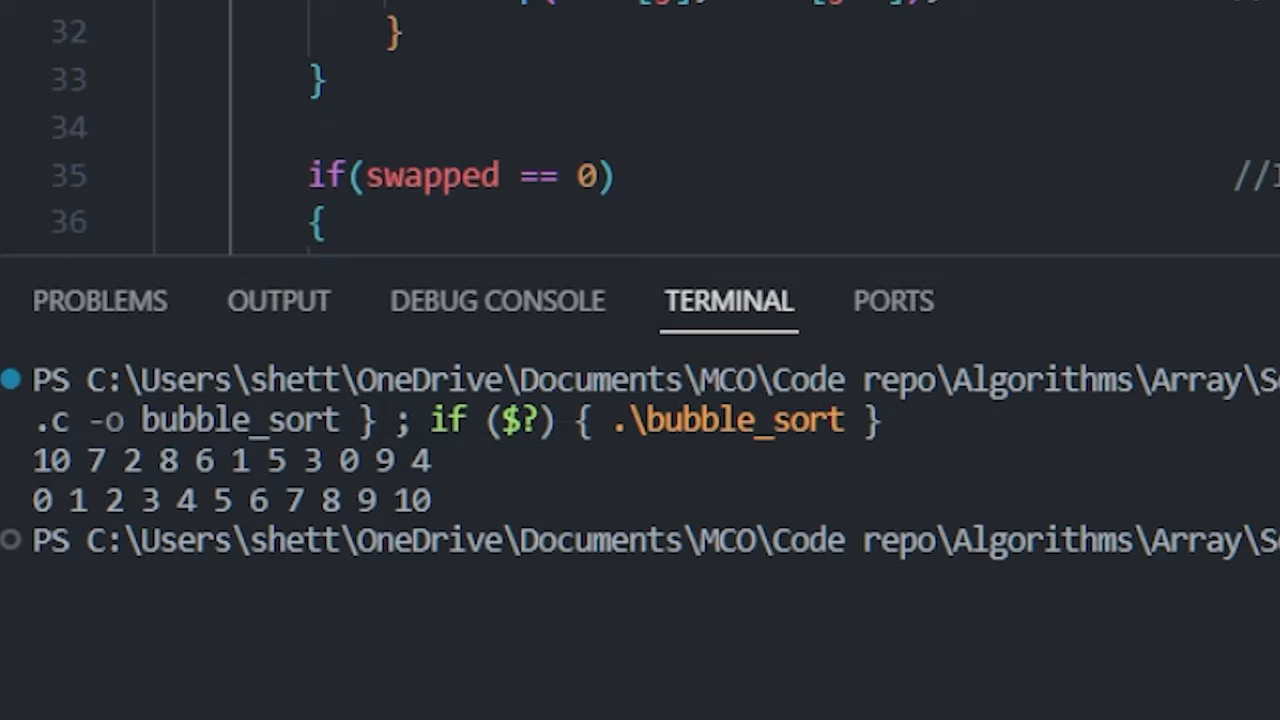 32 }
33 }
34
35 if(swapped == 0) //
36 {
PROBLEMS OUTPUT DEBUG CONSOLE TERMINAL PORTS
PS C:\Users\shett\OneDrive\Documents\MCO\Code repo\Algorithms\Array\S
.c -o bubble_sort } ; if ($?) { .\bubble_sort }
10 7 2 8 6 1 5 3 0 9 4
0 1 2 3 4 5 6 7 8 9 10
PS C:\Users\shett\OneDrive\Documents\MCO\Code repo\Algorithms\Array\S